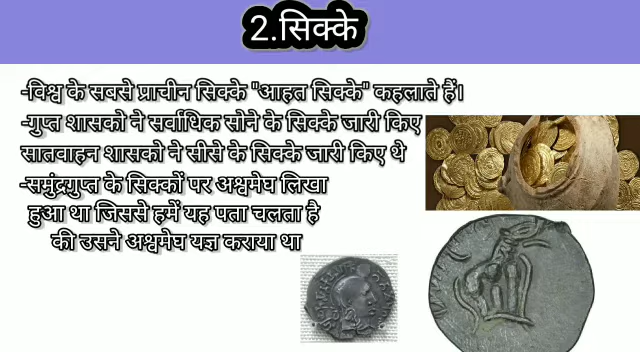 2.सिक्के
-विश्व के सबसे प्राचीन सिक्के "आहत सिक्के" कहलाते हैं।
-गुप्त शासको ने सर्वाधिक सोने के सिक्के जारी किए
सातवाहन शासको ने सीसे के सिक्के जारी किए थे
-समुंद्रगुप्त के सिक्कों पर अश्वमेघ लिखा
हुआ था जिससे हमें यह पता चलता है
की उसने अश्वमेघ यज्ञ कराया था